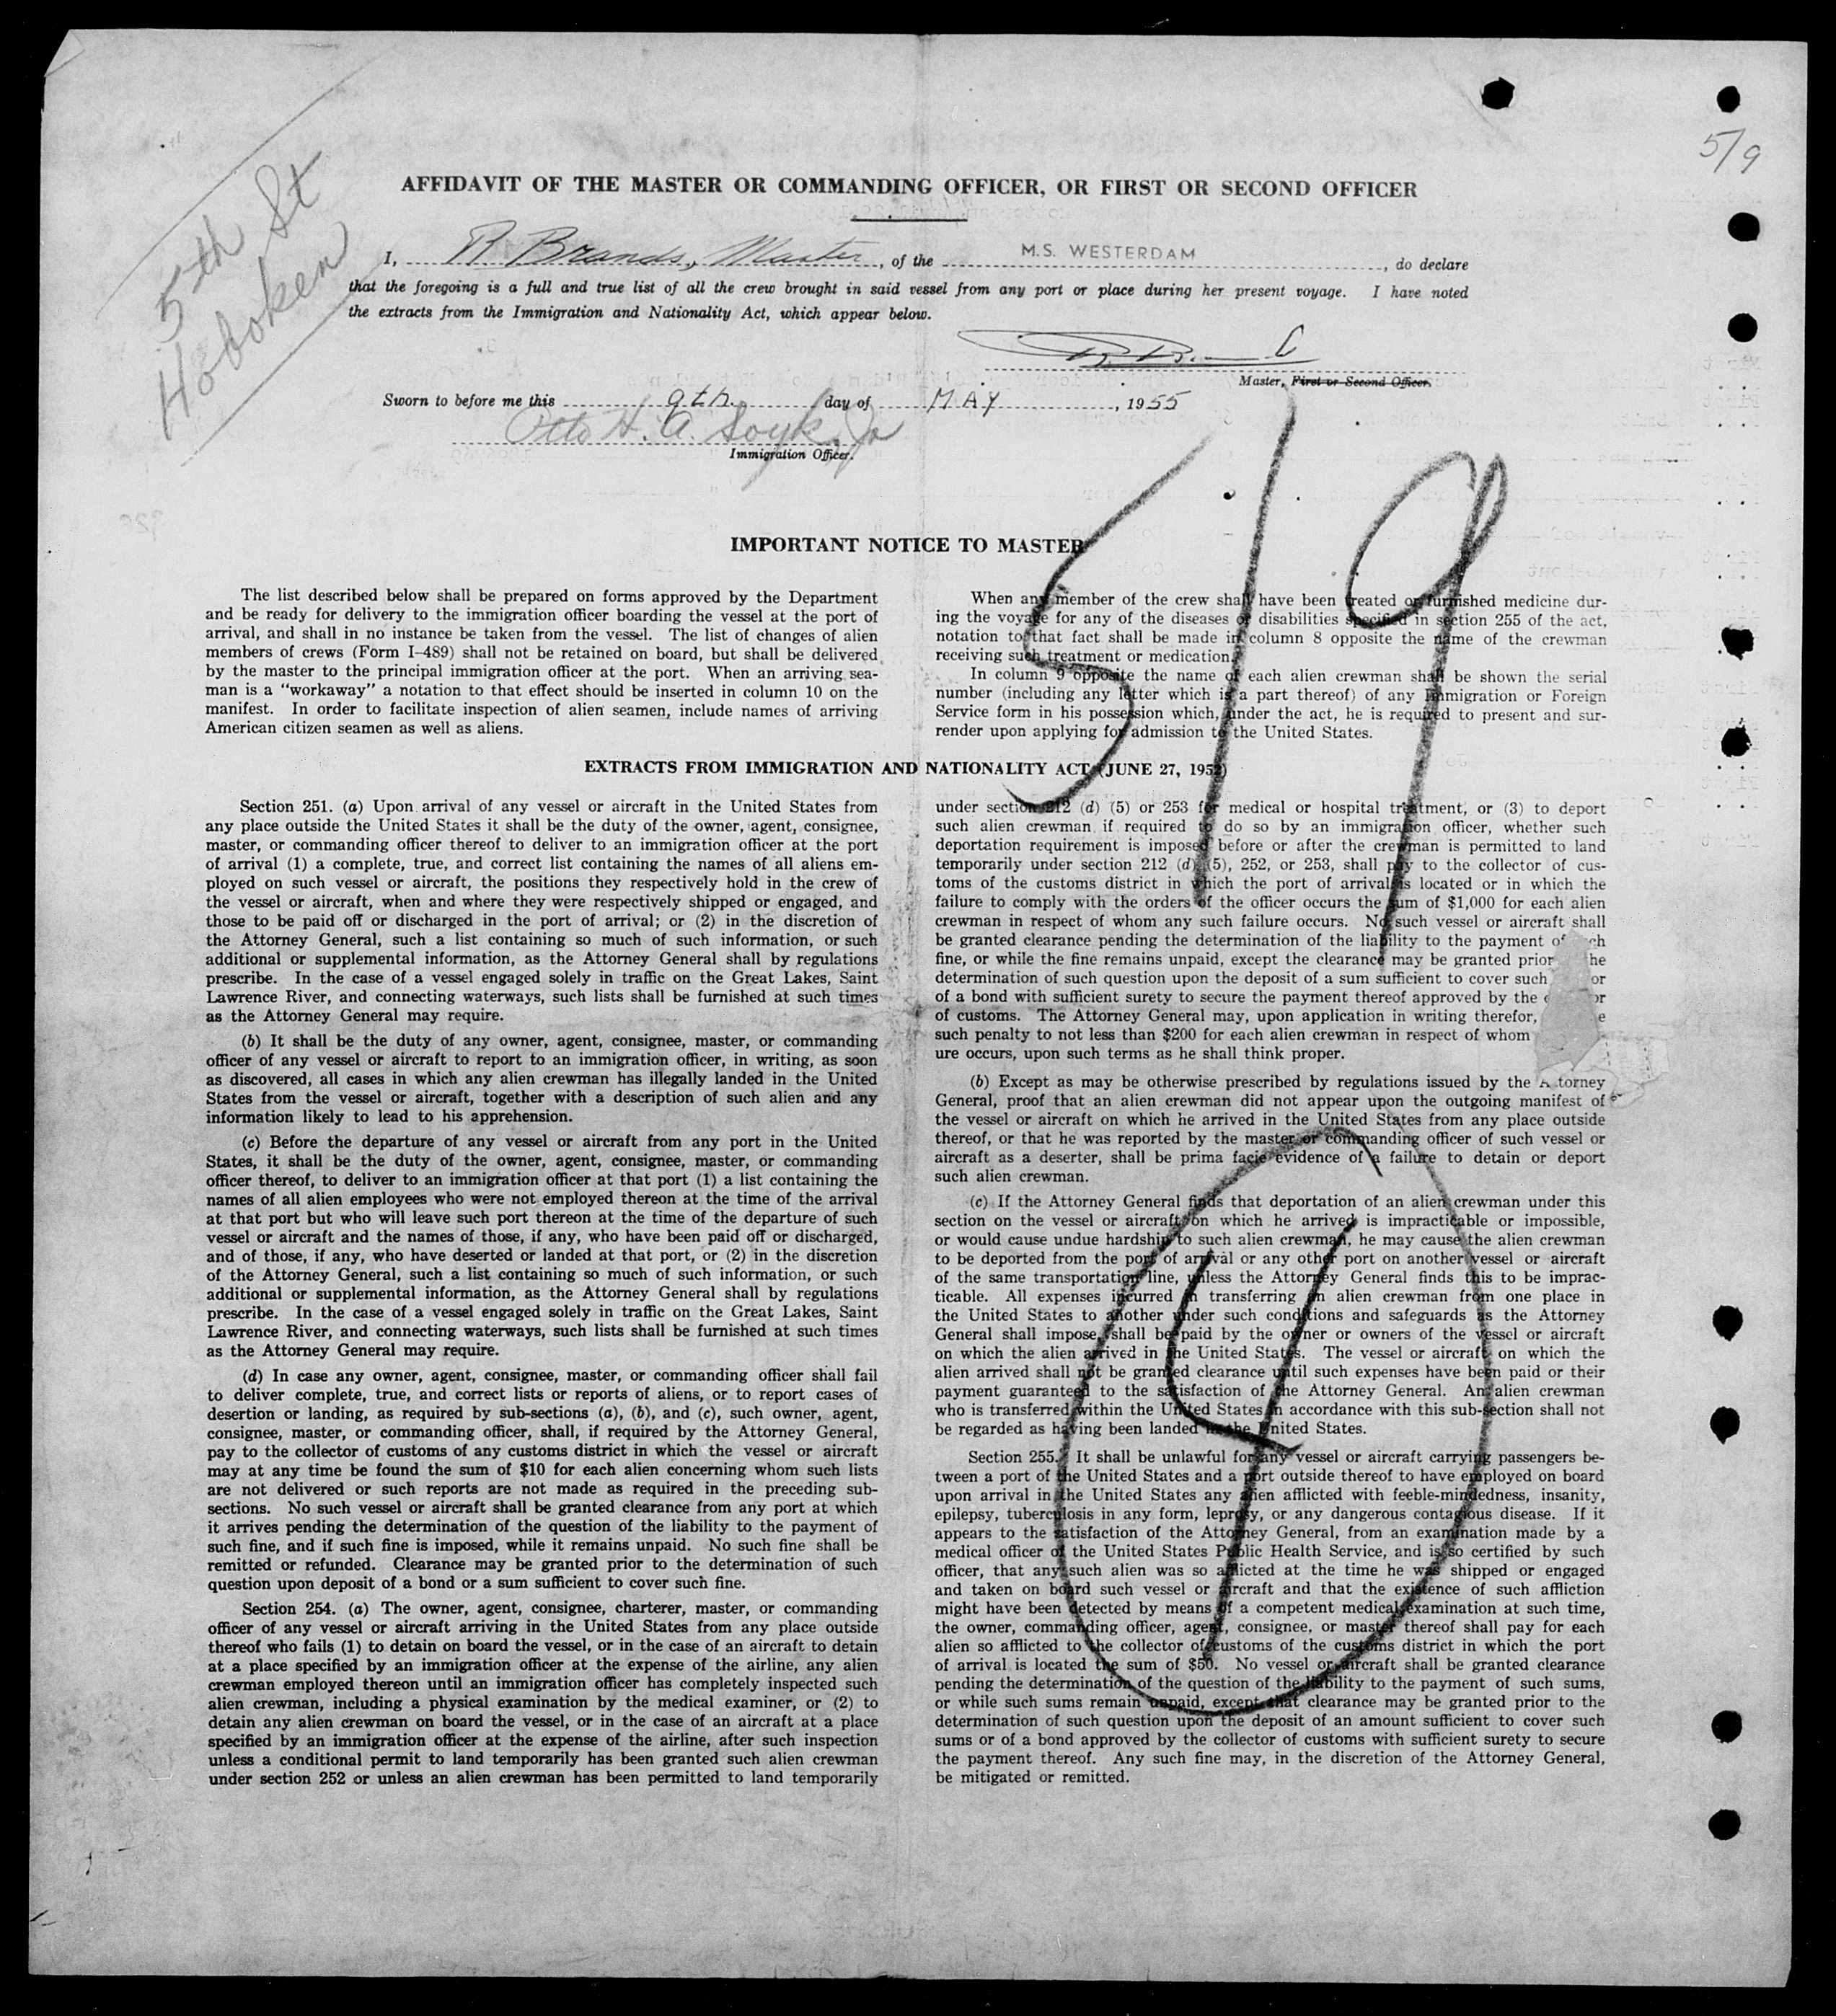 5/9
5th St
Hoboken
AFFIDAVIT OF THE MASTER OR COMMANDING OFFICER, OR FIRST OR SECOND OFFICER
I, R Brands, Master, of the M.S. WESTERDAM, do declare
that the foregoing is a full and true list of all the crew brought in said vessel from any port or place during her present voyage. I have noted
the extracts from the Immigration and Nationality Act, which appear below.
Master, First or Second Officer.
Sworn to before me this 9th. day of MAY, 1955
Otto H. A. Soyk, Jr
Immigration Officer.
5/9
IMPORTANT NOTICE TO MASTER
The list described below shall be prepared on forms approved by the Department
and be ready for delivery to the immigration officer boarding the vessel at the port of
arrival, and shall in no instance be taken from the vessel. The list of changes of alien
members of crews (Form I-489) shall not be retained on board, but shall be delivered
by the master to the principal immigration officer at the port. When an arriving sea-
man is a "workaway" a notation to that effect should be inserted in column 10 on the
manifest. In order to facilitate inspection of alien seamen, include names of arriving
American citizen seamen as well as aliens.
When any member of the crew shall have been treated or furnished medicine dur-
ing the voyage for any of the diseases or disabilities specified in section 255 of the act,
notation to that fact shall be made in column 8 opposite the name of the crewman
receiving such treatment or medication.
In column 9 opposite the name of each alien crewman shall be shown the serial
number (including any letter which is a part thereof) of any Immigration or Foreign
Service form in his possession which, under the act, he is required to present and sur-
render upon applying for admission to the United States.
EXTRACTS FROM IMMIGRATION AND NATIONALITY ACT (JUNE 27, 1952)
Section 251. (a) Upon arrival of any vessel or aircraft in the United States from
any place outside the United States it shall be the duty of the owner, agent, consignee,
master, or commanding officer thereof to deliver to an immigration officer at the port
of arrival (1) a complete, true, and correct list containing the names of all aliens em-
ployed on such vessel or aircraft, the positions they respectively hold in the crew of
the vessel or aircraft, when and where they were respectively shipped or engaged, and
those to be paid off or discharged in the port of arrival; or (2) in the discretion of
the Attorney General, such a list containing so much of such information, or such
additional or supplemental information, as the Attorney General shall by regulations
prescribe. In the case of a vessel engaged solely in traffic on the Great Lakes, Saint
Lawrence River, and connecting waterways, such lists shall be furnished at such times
as the Attorney General may require.
(b) It shall be the duty of any owner, agent, consignee, master, or commanding
officer of any vessel or aircraft to report to an immigration officer, in writing, as soon
as discovered, all cases in which any alien crewman has illegally landed in the United
States from the vessel or aircraft, together with a description of such alien and any
information likely to lead to his apprehension.
(c) Before the departure of any vessel or aircraft from any port in the United
States, it shall be the duty of the owner, agent, consignee, master, or commanding
officer thereof, to deliver to an immigration officer at that port (1) a list containing the
names of all alien employees who were not employed thereon at the time of the arrival
at that port but who will leave such port thereon at the time of the departure of such
vessel or aircraft and the names of those, if any, who have been paid off or discharged,
and of those, if any, who have deserted or landed at that port, or (2) in the discretion
of the Attorney General, such a list containing so much of such information, or such
additional or supplemental information, as the Attorney General shall by regulations
prescribe. In the case of a vessel engaged solely in traffic on the Great Lakes, Saint
Lawrence River, and connecting waterways, such lists shall be furnished at such times
as the Attorney General may require.
(d) In case any owner, agent, consignee, master, or commanding officer shall fail
to deliver complete, true, and correct lists or reports of aliens, or to report cases of
desertion or landing, as required by sub-sections (a), (b), and (c), such owner, agent,
consignee, master, or commanding officer, shall, if required by the Attorney General,
pay to the collector of customs of any customs district in which the vessel or aircraft
may at any time be found the sum of $10 for each alien concerning whom such lists
are not delivered or such reports are not made as required in the preceding sub-
sections. No such vessel or aircraft shall be granted clearance from any port at which
it arrives pending the determination of the question of the liability to the payment of
such fine, and if such fine is imposed, while it remains unpaid. No such fine shall be
remitted or refunded. Clearance may be granted prior to the determination of such
question upon deposit of a bond or a sum sufficient to cover such fine.
Section 254. (a) The owner, agent, consignee, charterer, master, or commanding
officer of any vessel or aircraft arriving in the United States from any place outside
thereof who fails (1) to detain on board the vessel, or in the case of an aircraft to detain
at a place specified by an immigration officer at the expense of the airline, any alien
crewman employed thereon until an immigration officer has completely inspected such
alien crewman, including a physical examination by the medical examiner, or (2) to
detain any alien crewman on board the vessel, or in the case of an aircraft at a place
specified by an immigration officer at the expense of the airline, after such inspection
unless a conditional permit to land temporarily has been granted such alien crewman
under section 252 or unless an alien crewman has been permitted to land temporarily
under section 212 (d) (5) or 253 for medical or hospital treatment, or (3) to deport
such alien crewman if required to do so by an immigration officer, whether such
deportation requirement is imposed before or after the crewman is permitted to land
temporarily under section 212 (d) (5), 252, or 253, shall pay to the collector of cus-
toms of the customs district in which the port of arrival is located or in which the
failure to comply with the orders of the officer occurs the sum of $1,000 for each alien
crewman in respect of whom any such failure occurs. No such vessel or aircraft shall
be granted clearance pending the determination of the liability to the payment of
fine, or while the fine remains unpaid, except the clearance may be granted prior
determination of such question upon the deposit of a sum sufficient to cover such or
of a bond with sufficient surety to secure the payment thereof approved by the
of customs. The Attorney General may, upon application in writing therefor,
such penalty to not less than $200 for each alien crewman in respect of whom
ure occurs, upon such terms as he shall think proper.
(b) Except as may be otherwise prescribed by regulations issued by the Attorney
General, proof that an alien crewman did not appear upon the outgoing manifest of
the vessel or aircraft on which he arrived in the United States from any place outside
thereof, or that he was reported by the master or commanding officer of such vessel or
aircraft as a deserter, shall be prima facie evidence of a failure to detain or deport
such alien crewman.
(c) If the Attorney General finds that deportation of an alien crewman under this
section on the vessel or aircraft on which he arrived is impracticable or impossible,
or would cause undue hardship to such alien crewman, he may cause the alien crewman
to be deported from the port of arrival or any other port on another vessel or aircraft
of the same transportation line, unless the Attorney General finds this to be imprac-
ticable. All expenses incurred in transferring an alien crewman from one place in
the United States to another under such conditions and safeguards as the Attorney
General shall impose, shall be paid by the owner or owners of the vessel or aircraft
on which the alien arrived in the United States. The vessel or aircraft on which the
alien arrived shall not be granted clearance until such expenses have been paid or their
payment guaranteed to the satisfaction of the Attorney General. An alien crewman
who is transferred within the United States in accordance with this sub-section shall not
be regarded as having been landed in the United States.
4
Section 255. It shall be unlawful for any vessel or aircraft carrying passengers be-
tween a port of the United States and a port outside thereof to have employed on board
upon arrival in the United States any alien afflicted with feeble-mindedness, insanity,
epilepsy, tuberculosis in any form, leprosy, or any dangerous contagious disease. If it
appears to the satisfaction of the Attorney General, from an examination made by a
medical officer of the United States Public Health Service, and is so certified by such
officer, that any such alien was so afflicted at the time he was shipped or engaged
and taken on board such vessel or aircraft and that the existence of such affliction
might have been detected by means of a competent medical examination at such time,
the owner, commanding officer, agent, consignee, or master thereof shall pay for each
alien so afflicted to the collector of customs of the customs district in which the port
of arrival is located the sum of $50. No vessel or aircraft shall be granted clearance
pending the determination of the question of the liability to the payment of such sums,
or while such sums remain unpaid, except that clearance may be granted prior to the
determination of such question upon the deposit of an amount sufficient to cover such
sums or of a bond approved by the collector of customs with sufficient surety to secure
the payment thereof. Any such fine may, in the discretion of the Attorney General,
be mitigated or remitted.